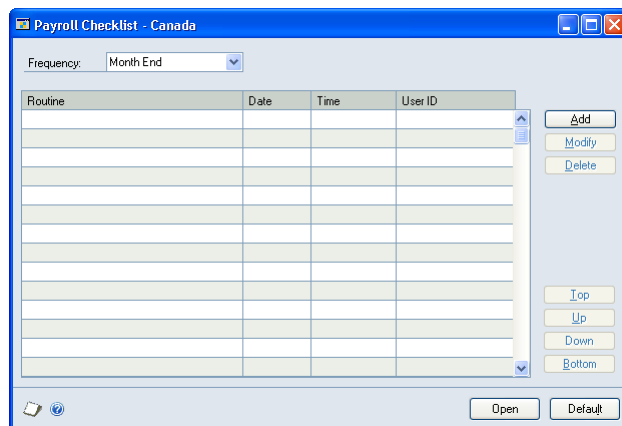 Payroll Checklist - Canada
Frequency: Month End
Routine Date Time User ID
Add
Modify
Delete
Top
Up
Down
Bottom
Open Default